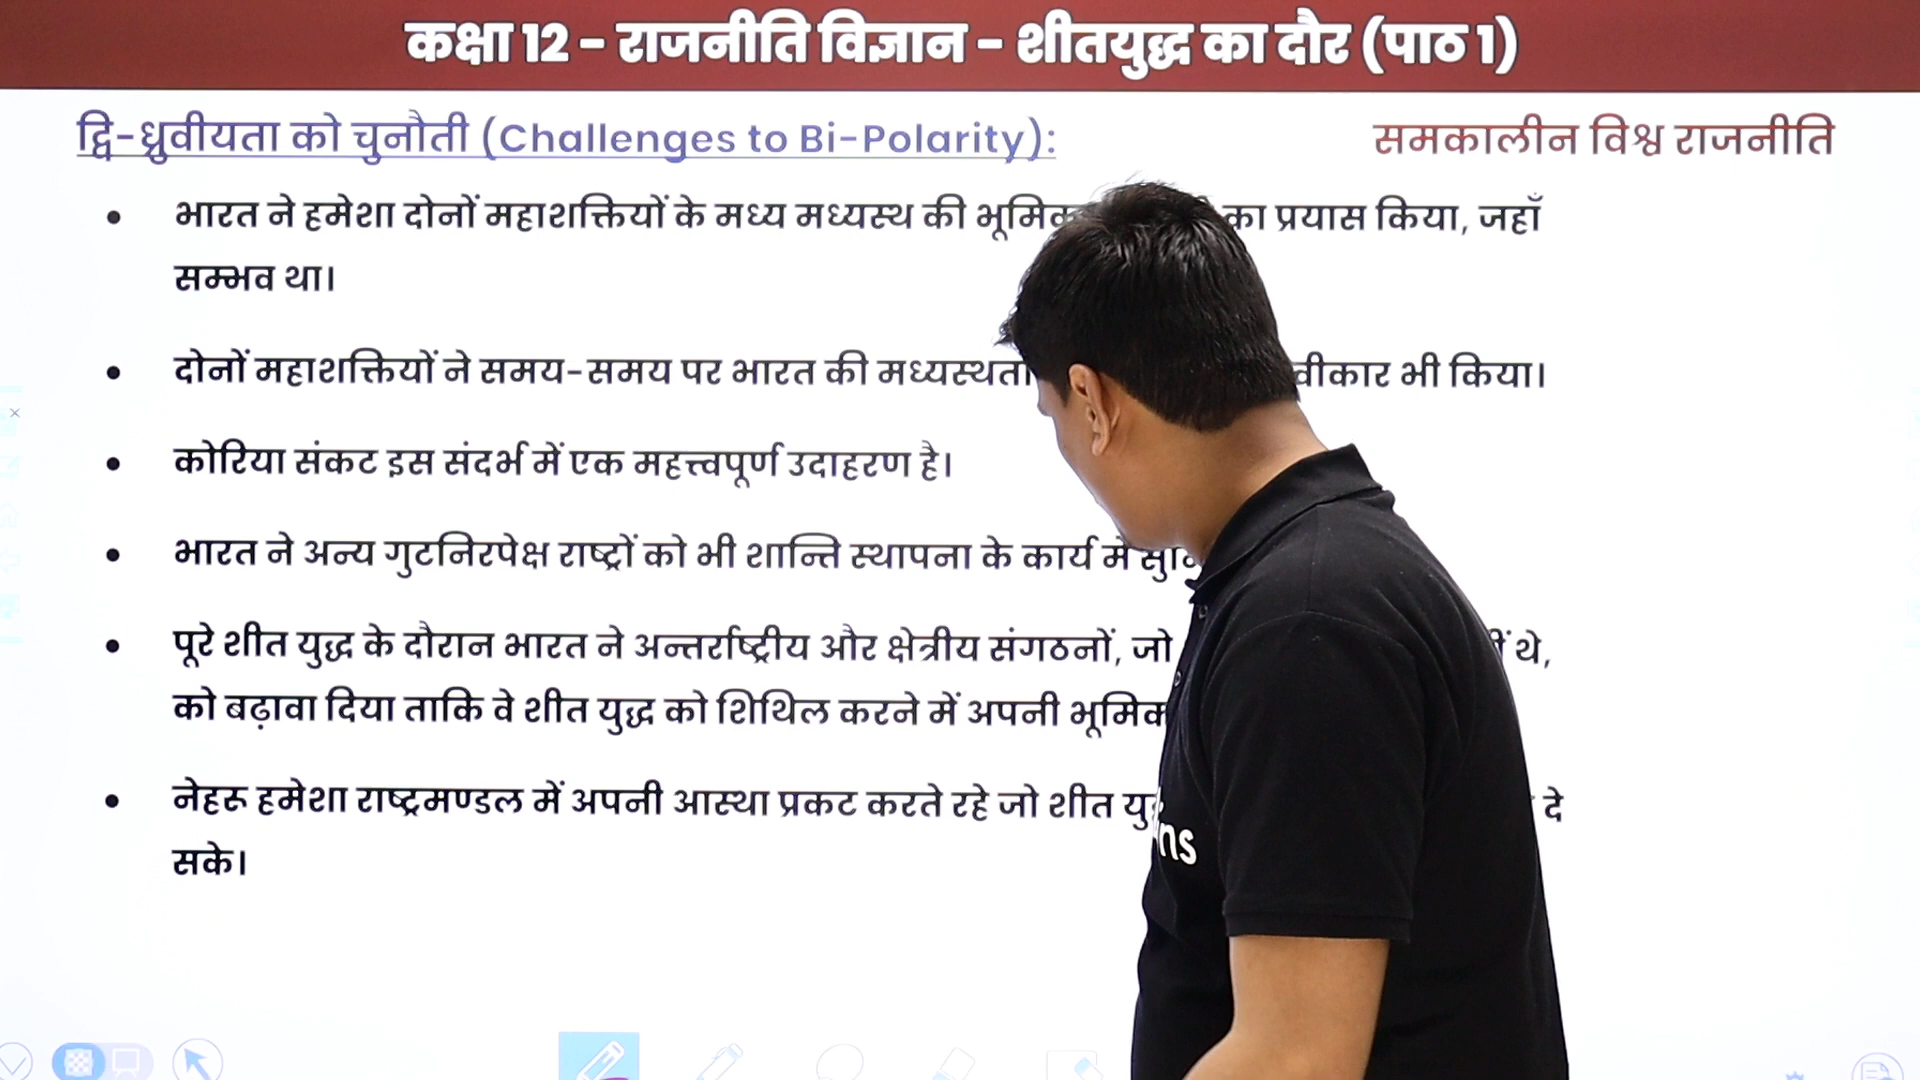 कक्षा 12 - राजनीति विज्ञान - शीतयुद्ध का दौर (पाठ 1)
द्वि-ध्रुवीयता को चुनौती (Challenges to Bi-Polarity):
समकालीन विश्व राजनीति
• भारत ने हमेशा दोनों महाशक्तियों के मध्य मध्यस्थ की का प्रयास किया, जहाँ
सम्भव था।
• दोनों महाशक्तियों ने समय-समय पर भारत की भी किया।
• कोरिया संकट इस संदर्भ में एक महत्त्वपूर्ण उदाहरण है।
• भारत ने अन्य गुटनिरपेक्ष राष्ट्रों को भी शान्ति स्थापना के कार्य में
• पूरे शीत युद्ध के दौरान भारत ने अन्तर्राष्ट्रीय और क्षेत्रीय संगठनों, जो थे,
को बढ़ावा दिया ताकि वे शीत युद्ध को शिथिल करने में अपनी
• नेहरू हमेशा राष्ट्रमण्डल में अपनी आस्था प्रकट करते रहे जो शीत दे
सके।